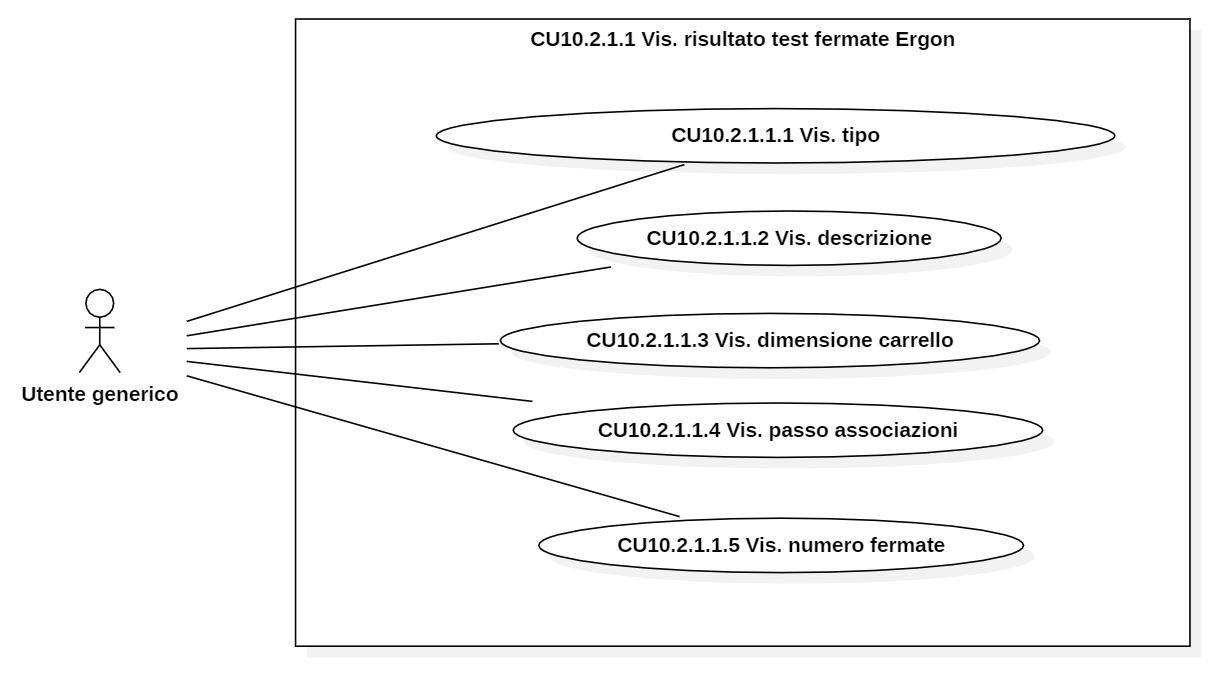 CU10.2.1.1 Vis. risultato test fermate Ergon
CU10.2.1.1.1 Vis. tipo
CU10.2.1.1.2 Vis. descrizione
CU10.2.1.1.3 Vis. dimensione carrello
Utente generico
CU10.2.1.1.4 Vis. passo associazioni
CU10.2.1.1.5 Vis. numero fermate